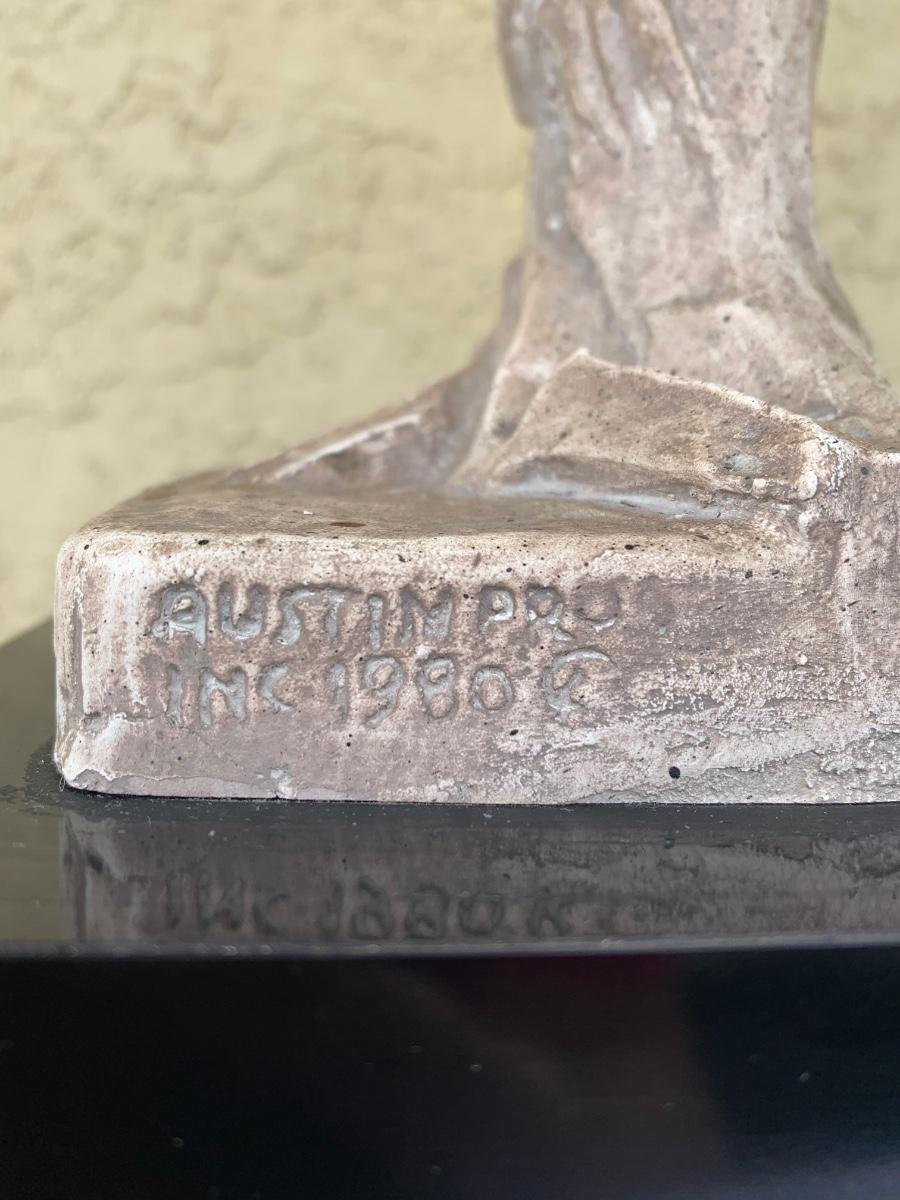 AUSTIN PRO
INC 1980 ©